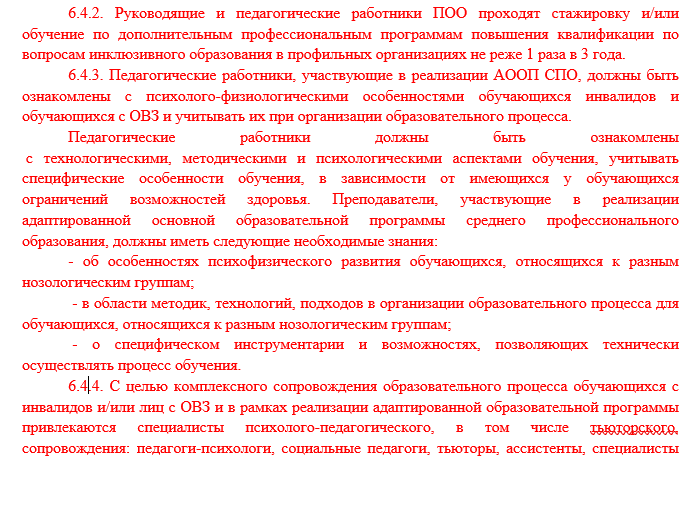 6.4.2. Руководящие и педагогические работники ПОО проходят стажировку и/или
обучение по дополнительным профессиональным программам повышения квалификации по
вопросам инклюзивного образования в профильных организациях не реже 1 раза в 3 года.
6.4.3. Педагогические работники, участвующие в реализации АООП СПО, должны быть
ознакомлены с психолого-физиологическими особенностями обучающихся инвалидов и
обучающихся с ОВЗ и учитывать их при организации образовательного процесса.
Педагогические работники должны быть ознакомлены
с технологическими, методическими и психологическими аспектами обучения, учитывать
специфические особенности обучения, в зависимости от имеющихся у обучающихся
ограничений возможностей здоровья. Преподаватели, участвующие в реализации
адаптированной основной образовательной программы среднего профессионального
образования, должны иметь следующие необходимые знания:
- об особенностях психофизического развития обучающихся, относящихся к разным
нозологическим группам;
- в области методик, технологий, подходов в организации образовательного процесса для
обучающихся, относящихся к разным нозологическим группам;
- о специфическом инструментарии и возможностях, позволяющих технически
осуществлять процесс обучения.
6.4.4. С целью комплексного сопровождения образовательного процесса обучающихся с
инвалидов и/или лиц с ОВЗ и в рамках реализации адаптированной образовательной программы
привлекаются специалисты психолого-педагогического, в том числе тьюторского,
сопровождения: педагоги-психологи, социальные педагоги, тьюторы, ассистенты, специалисты